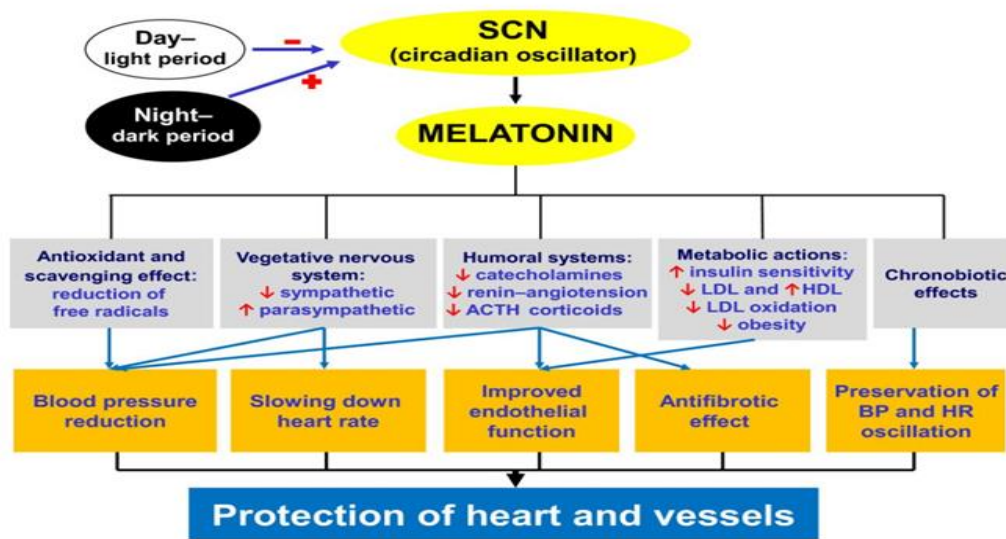 Day–
light period
–
+
Night–
dark period
SCN
(circadian oscillator)
MELATONIN
Antioxidant and
scavenging effect:
reduction of
free radicals
Vegetative nervous
system:
↓ sympathetic
↑ parasympathetic
Humoral systems:
↓ catecholamines
↓ renin–angiotension
↓ ACTH corticoids
Metabolic actions:
↑ insulin sensitivity
↓ LDL and ↑HDL
↓ LDL oxidation
↓ obesity
Chronobiotic
effects
Blood pressure
reduction
Slowing down
heart rate
Improved
endothelial
function
Antifibrotic
effect
Preservation of
BP and HR
oscillation
Protection of heart and vessels